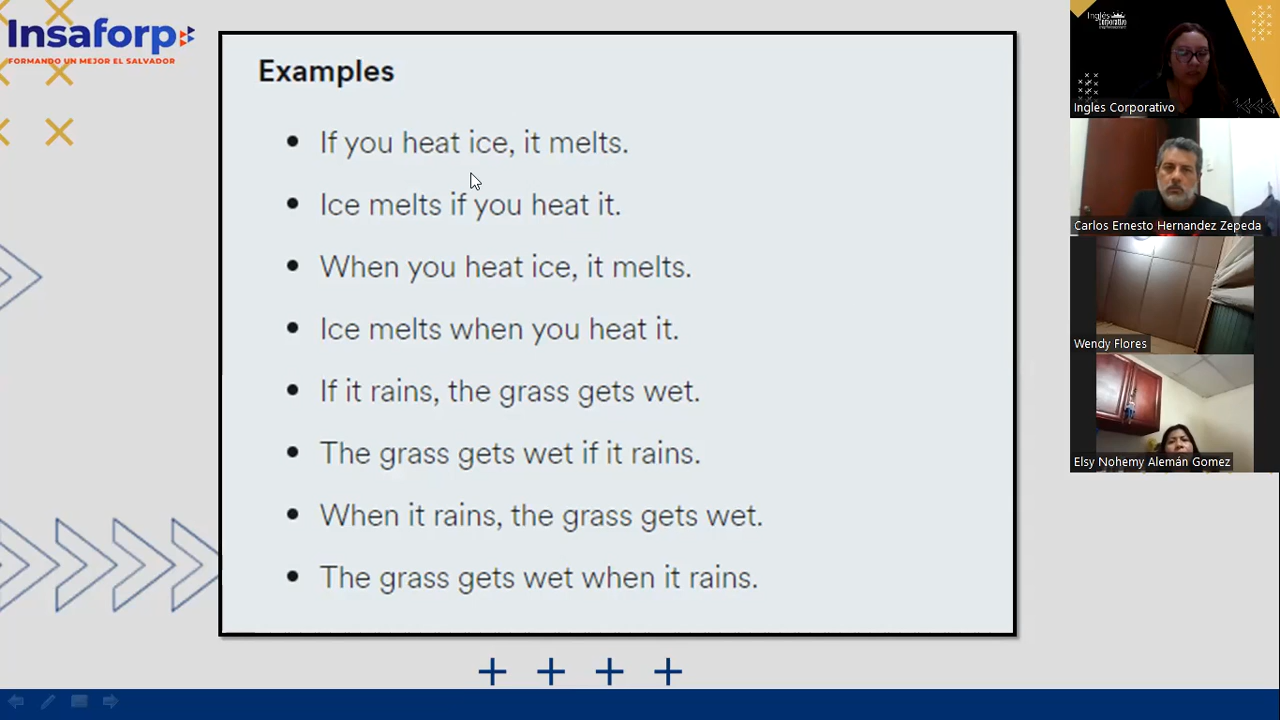 Insaforp
FORMANDO UN MEJOR EL SALVADOR
Examples
If you heat ice, it melts.
Ice melts if you heat it.
When you heat ice, it melts.
Ice melts when you heat it.
If it rains, the grass gets wet.
The grass gets wet if it rains.
When it rains, the grass gets wet.
The grass gets wet when it rains.
Inglés
Corporativo
Ingles Corporativo
Carlos Ernesto Hernandez Zepeda
Wendy Flores
Elsy Nohemy Alemán Gomez